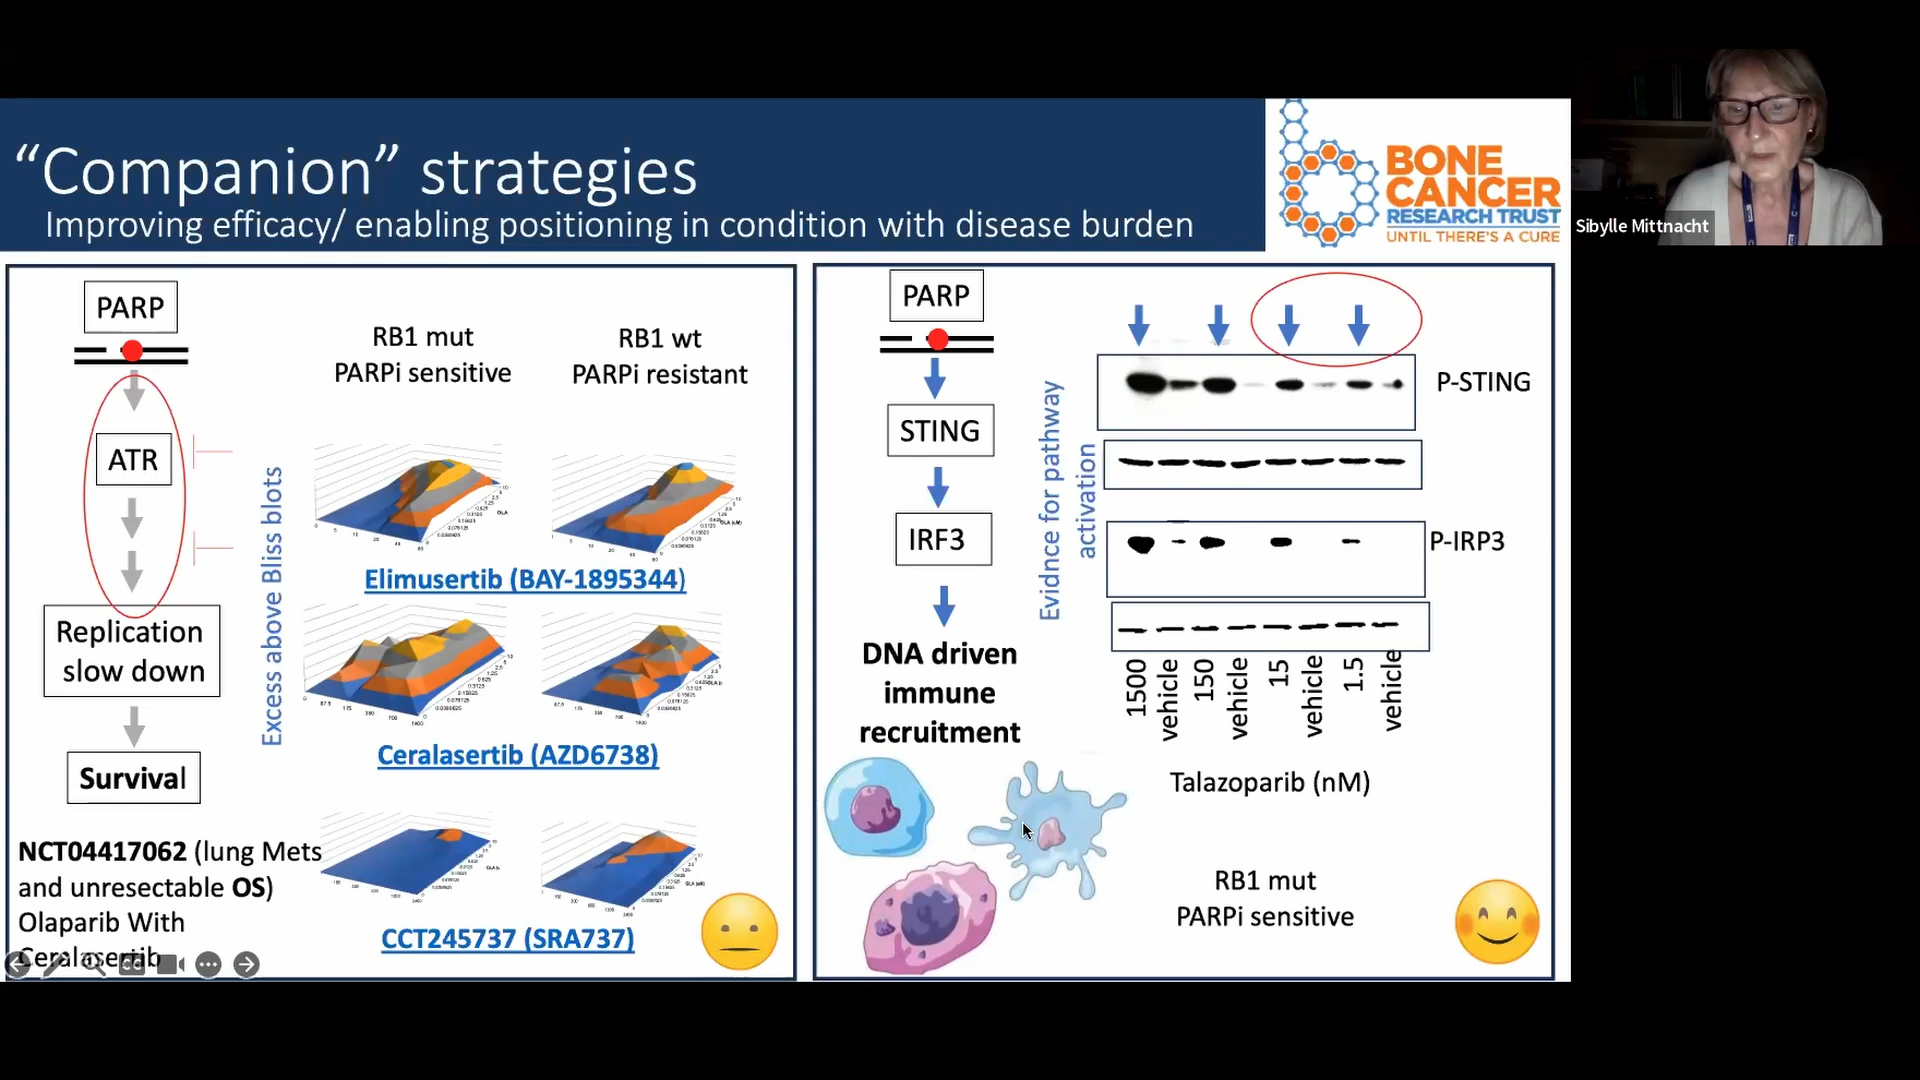 “Companion” strategies
Improving efficacy/ enabling positioning in condition with disease burden
BONE
CANCER
RESEARCH TRUST
UNTIL THERE'S A CURE
Sibylle Mittnacht
PARP
ATR
Replication
slow down
Survival
NCT04417062 (lung Mets
and unresectable OS)
Olaparib With
Ceralasertib
RB1 mut
PARPi sensitive
RB1 wt
PARPi resistant
Excess above Bliss blots
Elimusertib (BAY-1895344)
Ceralasertib (AZD6738)
CCT245737 (SRA737)
PARP
STING
IRF3
DNA driven
immune
recruitment
Evidnce for pathway
activation
P-STING
P-IRP3
1500
vehicle
150
vehicle
15
vehicle
1.5
vehicle
Talazoparib (nM)
RB1 mut
PARPi sensitive